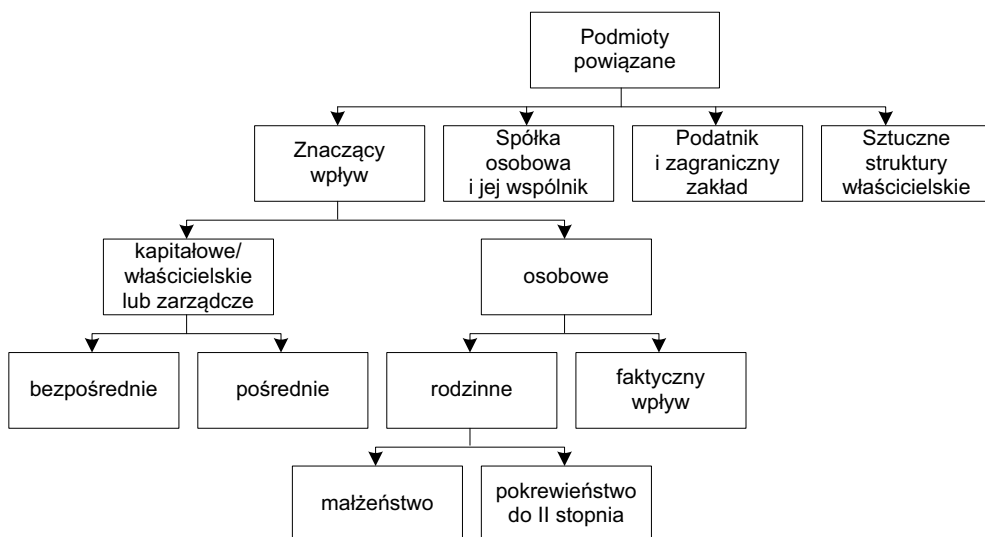 Podmioty
powiązane
Znaczący
wpływ
Spółka
osobowa
i jej wspólnik
Podatnik
i zagraniczny
zakład
Sztuczne
struktury
właścicielskie
kapitałowe/
właścicielskie
lub zarządcze
osobowe
bezpośrednie
pośrednie
rodzinne
faktyczny
wpływ
małżeństwo
pokrewieństwo
do II stopnia